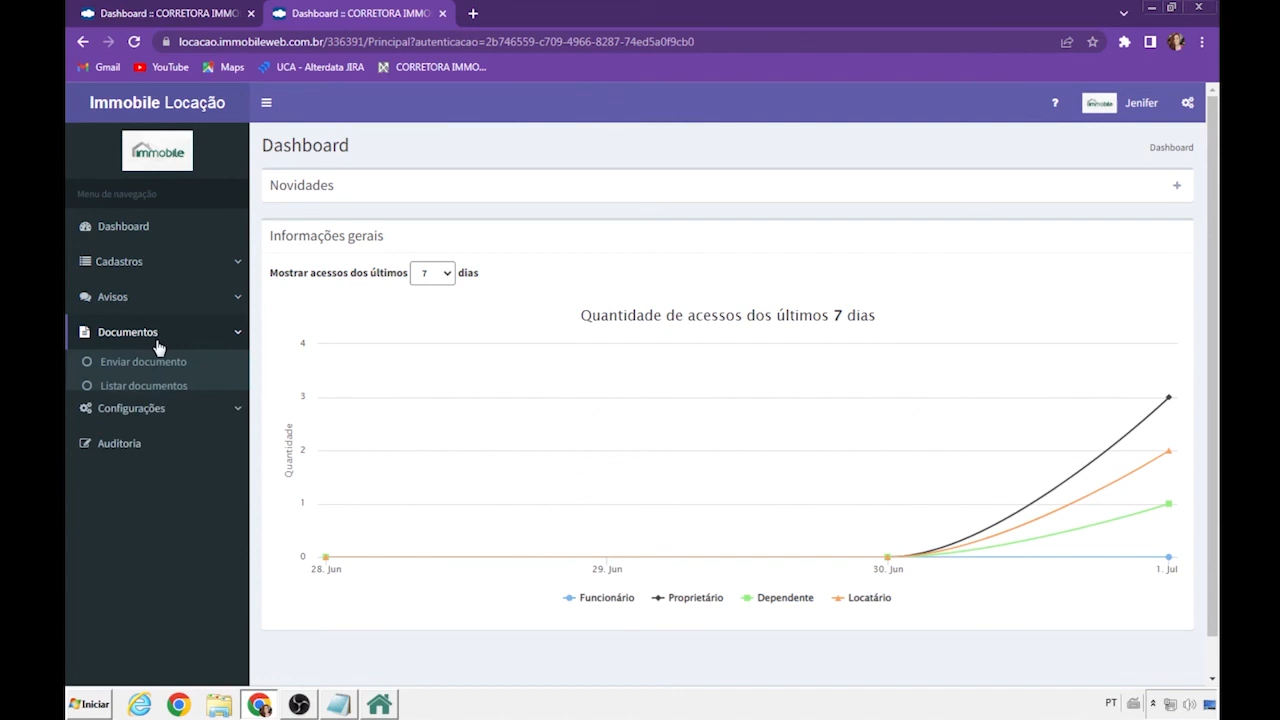 Dashboard :: CORRETORA IMMO
Dashboard :: CORRETORA IMMO
locacao.immobileweb.com.br/336391/Principal?autenticacao=2b746559-c709-4966-8287-74ed5a0f9cb0
Gmail
YouTube
Maps
UCA - Alterdata JIRA
CORRETORA IMMO...
Immobile Locação
?
immobile
Jenifer
immobile
Dashboard
Dashboard
Menu de navegação
Novidades
+
Dashboard
Informações gerais
Cadastros
Mostrar acessos dos últimos 7 dias
Avisos
Quantidade de acessos dos últimos 7 dias
Documentos
Enviar documento
Listar documentos
Configurações
Auditoria
Quantidade
4
3
2
1
0
28. Jun
29. Jun
30. Jun
1. Jul
Funcionário
Proprietário
Dependente
Locatário
Iniciar
PT